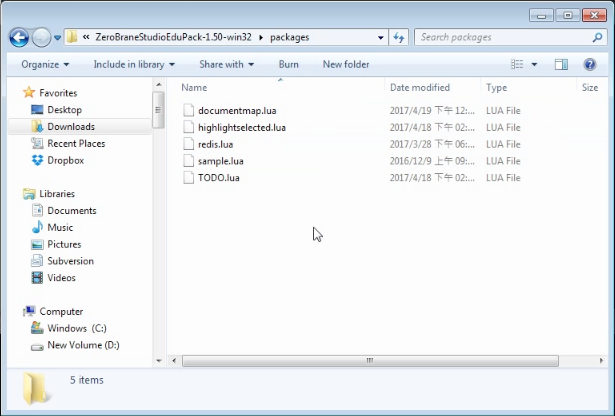 « ZeroBraneStudioEduPack-1.50-win32 ▸ packages
Search packages
Organize Include in library Share with Burn New folder
Favorites
Desktop
Downloads
Recent Places
Dropbox
Libraries
Documents
Music
Pictures
Subversion
Videos
Computer
Windows (C:)
New Volume (D:)
Name Date modified Type Size
documentmap.lua 2017/4/19 下午 12:... LUA File
highlightselected.lua 2017/4/18 下午 02:... LUA File
redis.lua 2017/3/28 下午 06:... LUA File
sample.lua 2016/12/9 上午 09:... LUA File
TODO.lua 2017/4/18 下午 02:... LUA File
5 items